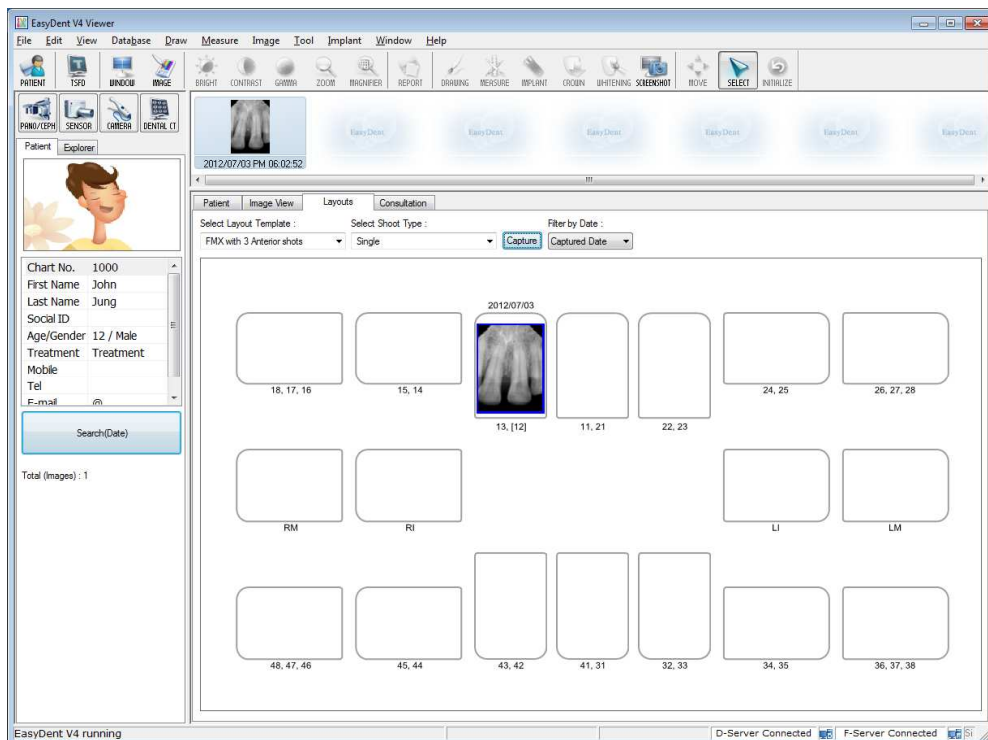 EasyDent V4 Viewer
File Edit View Database Draw Measure Image Tool Implant Window Help
PATIENT TSFD WINDOW IMAGE BRIGHT CONTRAST GAMMA ZOOM MAGNIFIER REPORT DRAWING MEASURE IMPLANT CROWN WHITENING SCREENSHOT MOVE SELECT INITIALIZE
PANO/CEPH SENSOR CAMERA DENTAL CT
EasyDent EasyDent EasyDent EasyDent EasyDent EasyDent
2012/07/03 PM 06:02:52
Patient Explorer
Patient Image View Layouts Consultation
Select Layout Template : Select Shoot Type : Filter by Date :
FMX with 3 Anterior shots Single Capture Captured Date
Chart No. 1000
First Name John
Last Name Jung
Social ID
Age/Gender 12 / Male
Treatment Treatment
Mobile
Tel
E-mail @
Search(Date)
Total (Images) : 1
2012/07/03
18, 17, 16 15, 14 13, [12] 11, 21 22, 23 24, 25 26, 27, 28
RM RI LI LM
48, 47, 46 45, 44 43, 42 41, 31 32, 33 34, 35 36, 37, 38
EasyDent V4 running D-Server Connected F-Server Connected Si